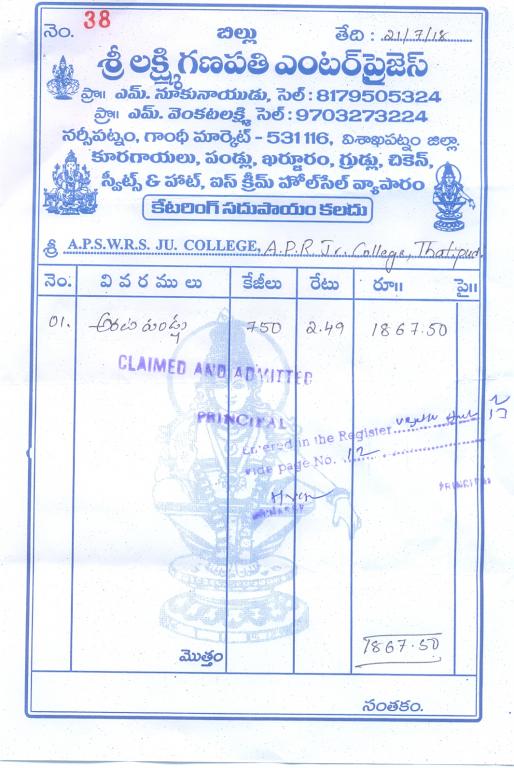 నెం. 38 బిల్లు తేది : 21/7/18
శ్రీ లక్ష్మి గణపతి ఎంటర్‌ప్రైజెస్
ప్రొ॥ ఎమ్. నూకునాయుడు, సెల్ : 8179505324
ప్రొ॥ ఎమ్. వెంకటలక్ష్మి, సెల్ : 9703273224
నర్సీపట్నం, గాంధీ మార్కెట్ - 531116, విశాఖపట్నం జిల్లా
కూరగాయలు, పండ్లు, ఖర్జూరం, గ్రుడ్లు, చికెన్,
స్వీట్స్ & హాట్, ఐస్ క్రీమ్ హోల్‌సేల్ వ్యాపారం
కేటరింగ్ సదుపాయం కలదు
శ్రీ A.P.S.W.R.S. JU. COLLEGE, A.P.R Jr. College, Thatipudi
నెం. వివరములు కేజీలు రేటు రూ॥ పై॥
01. అరటి పండ్లు 750 2.49 1867.50
CLAIMED AND ADMITTED
PRINCIPAL
Entered in the Register
vide page No. 12
PRINCIPAL
MANAGER
1867.50
మొత్తం
సంతకం.